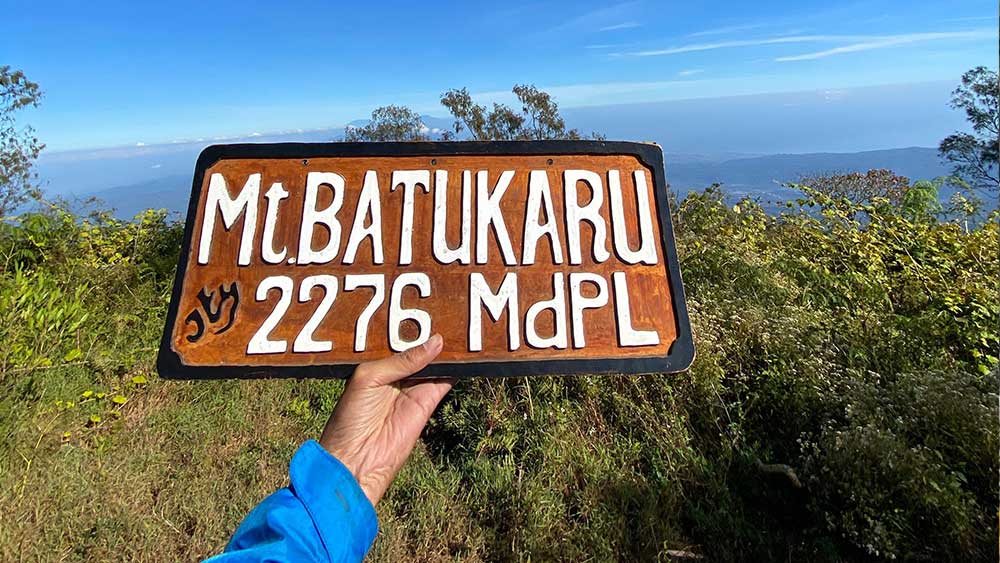 Mt. BATUKARU
2276 MdPL